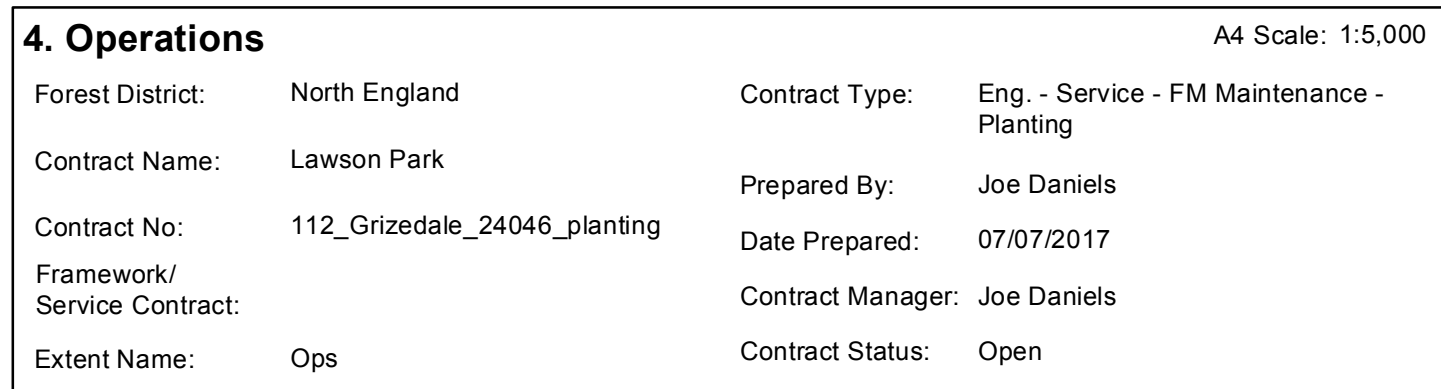 4. Operations
A4 Scale: 1:5,000
Forest District: North England
Contract Name: Lawson Park
Contract No: 112_Grizedale_24046_planting
Framework/
Service Contract:
Extent Name: Ops
Contract Type: Eng. - Service - FM Maintenance -
Planting
Prepared By: Joe Daniels
Date Prepared: 07/07/2017
Contract Manager: Joe Daniels
Contract Status: Open